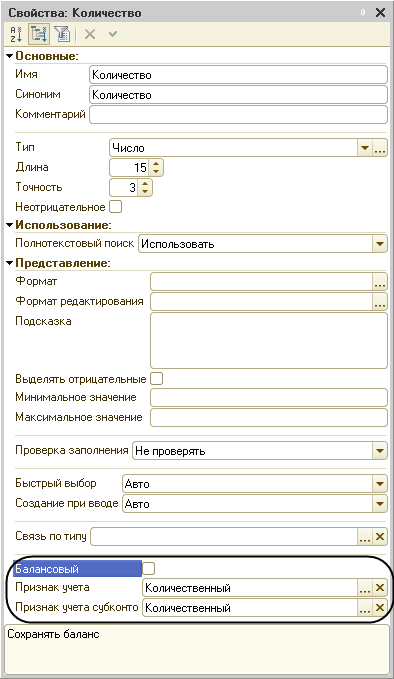 Свойства: Количество
Основные:
Имя Количество
Синоним Количество
Комментарий
Тип Число
Длина 15
Точность 3
Неотрицательное
Использование:
Полнотекстовый поиск Использовать
Представление:
Формат
Формат редактирования
Подсказка
Выделять отрицательные
Минимальное значение
Максимальное значение
Проверка заполнения Не проверять
Быстрый выбор Авто
Создание при вводе Авто
Связь по типу
Балансовый
Признак учета Количественный
Признак учета субконто Количественный
Сохранять баланс